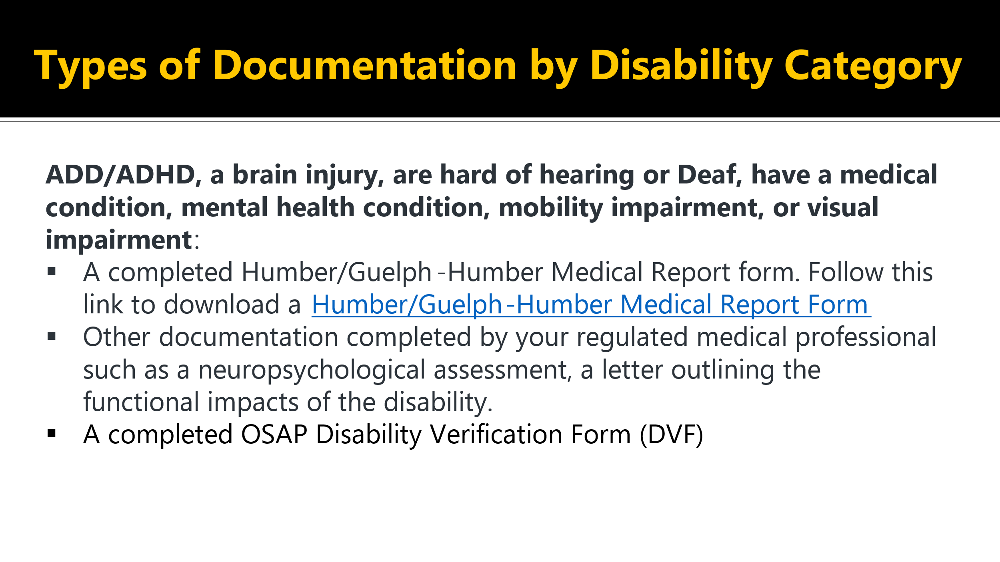 Types of Documentation by Disability Category
ADD/ADHD, a brain injury, are hard of hearing or Deaf, have a medical
condition, mental health condition, mobility impairment, or visual
impairment:
▪ A completed Humber/Guelph-Humber Medical Report form. Follow this
link to download a Humber/Guelph-Humber Medical Report Form
▪ Other documentation completed by your regulated medical professional
such as a neuropsychological assessment, a letter outlining the
functional impacts of the disability.
▪ A completed OSAP Disability Verification Form (DVF)